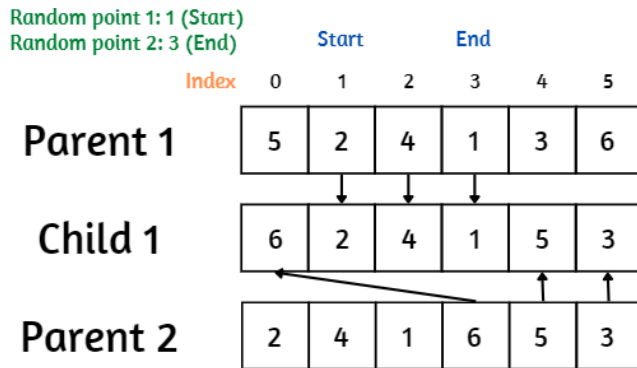 Random point 1: 1 (Start)
Random point 2: 3 (End)
Start End
Index 0 1 2 3 4 5
Parent 1 5 2 4 1 3 6
Child 1 6 2 4 1 5 3
Parent 2 2 4 1 6 5 3